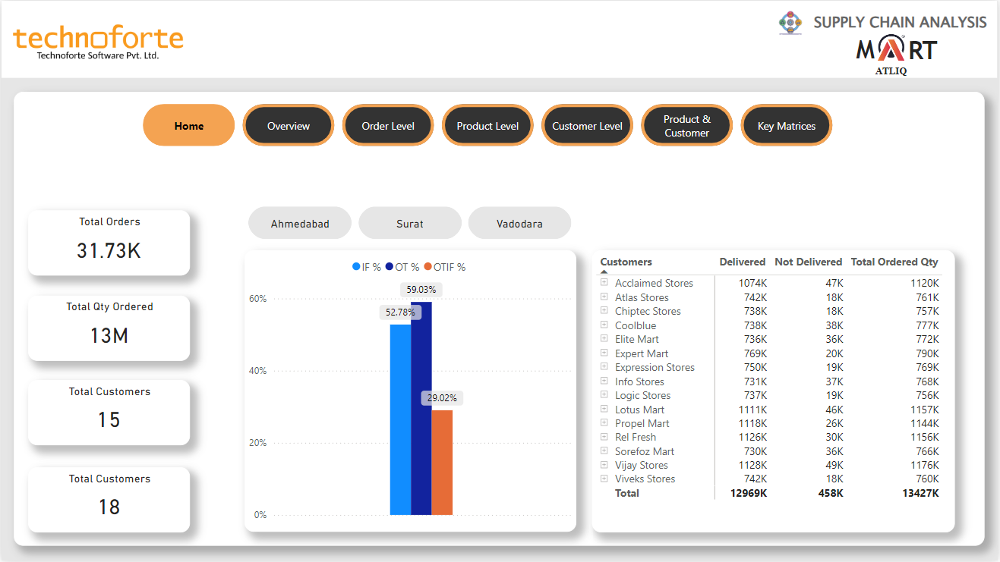 technoforte
Technoforte Software Pvt. Ltd.
SUPPLY CHAIN ANALYSIS
MART
ATLIQ
Home
Overview
Order Level
Product Level
Customer Level
Product &
Customer
Key Matrices
Total Orders
31.73K
Total Qty Ordered
13M
Total Customers
15
Total Customers
18
Ahmedabad
Surat
Vadodara
IF % OT % OTIF %
59.03%
52.78%
29.02%
60%
40%
20%
0%
Customers Delivered Not Delivered Total Ordered Qty
Acclaimed Stores 1074K 47K 1120K
Atlas Stores 742K 18K 761K
Chiptec Stores 738K 18K 757K
Coolblue 738K 38K 777K
Elite Mart 736K 36K 772K
Expert Mart 769K 20K 790K
Expression Stores 750K 19K 769K
Info Stores 731K 37K 768K
Logic Stores 737K 19K 756K
Lotus Mart 1111K 46K 1157K
Propel Mart 1118K 26K 1144K
Rel Fresh 1126K 30K 1156K
Sorefoz Mart 730K 36K 766K
Vijay Stores 1128K 49K 1176K
Viveks Stores 742K 18K 760K
Total 12969K 458K 13427K